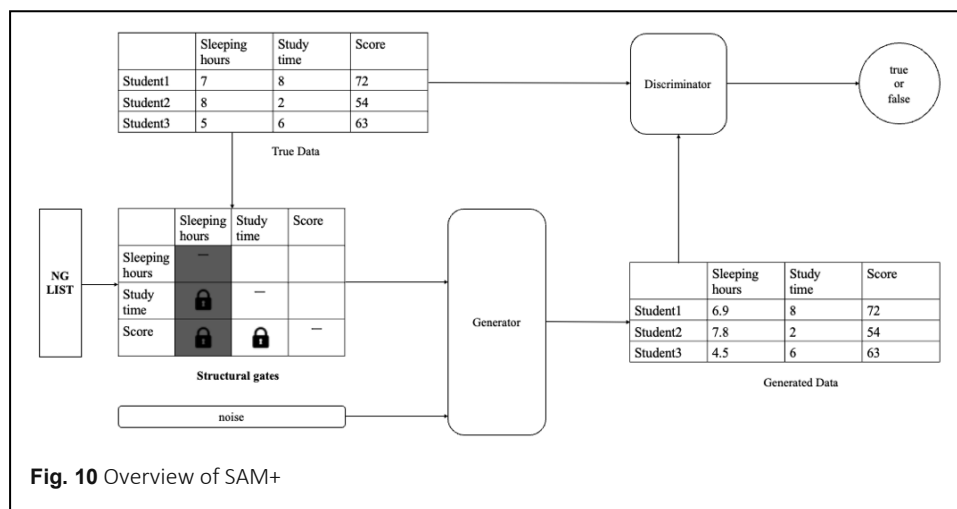 Sleeping hours Study time Score
Student1 7 8 72
Student2 8 2 54
Student3 5 6 63
True Data
Discriminator
true
or
false
NG
LIST
Sleeping hours Study time Score
Sleeping hours —
Study time —
Score —
Structural gates
noise
Generator
Sleeping hours Study time Score
Student1 6.9 8 72
Student2 7.8 2 54
Student3 4.5 6 63
Generated Data
Fig. 10 Overview of SAM+